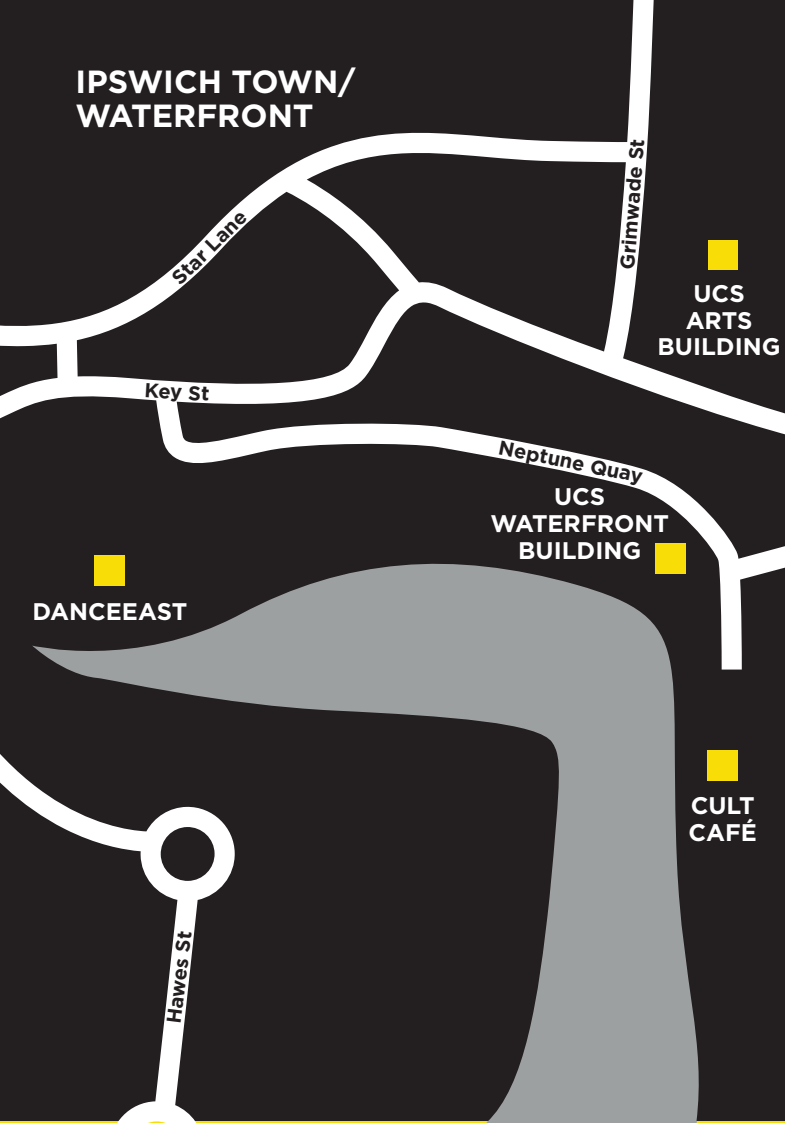 IPSWICH TOWN/
WATERFRONT
Grimwade St
Star Lane
UCS
ARTS
BUILDING
Key St
Neptune Quay
UCS
WATERFRONT
BUILDING
DANCEEAST
CULT
CAFÉ
Hawes St